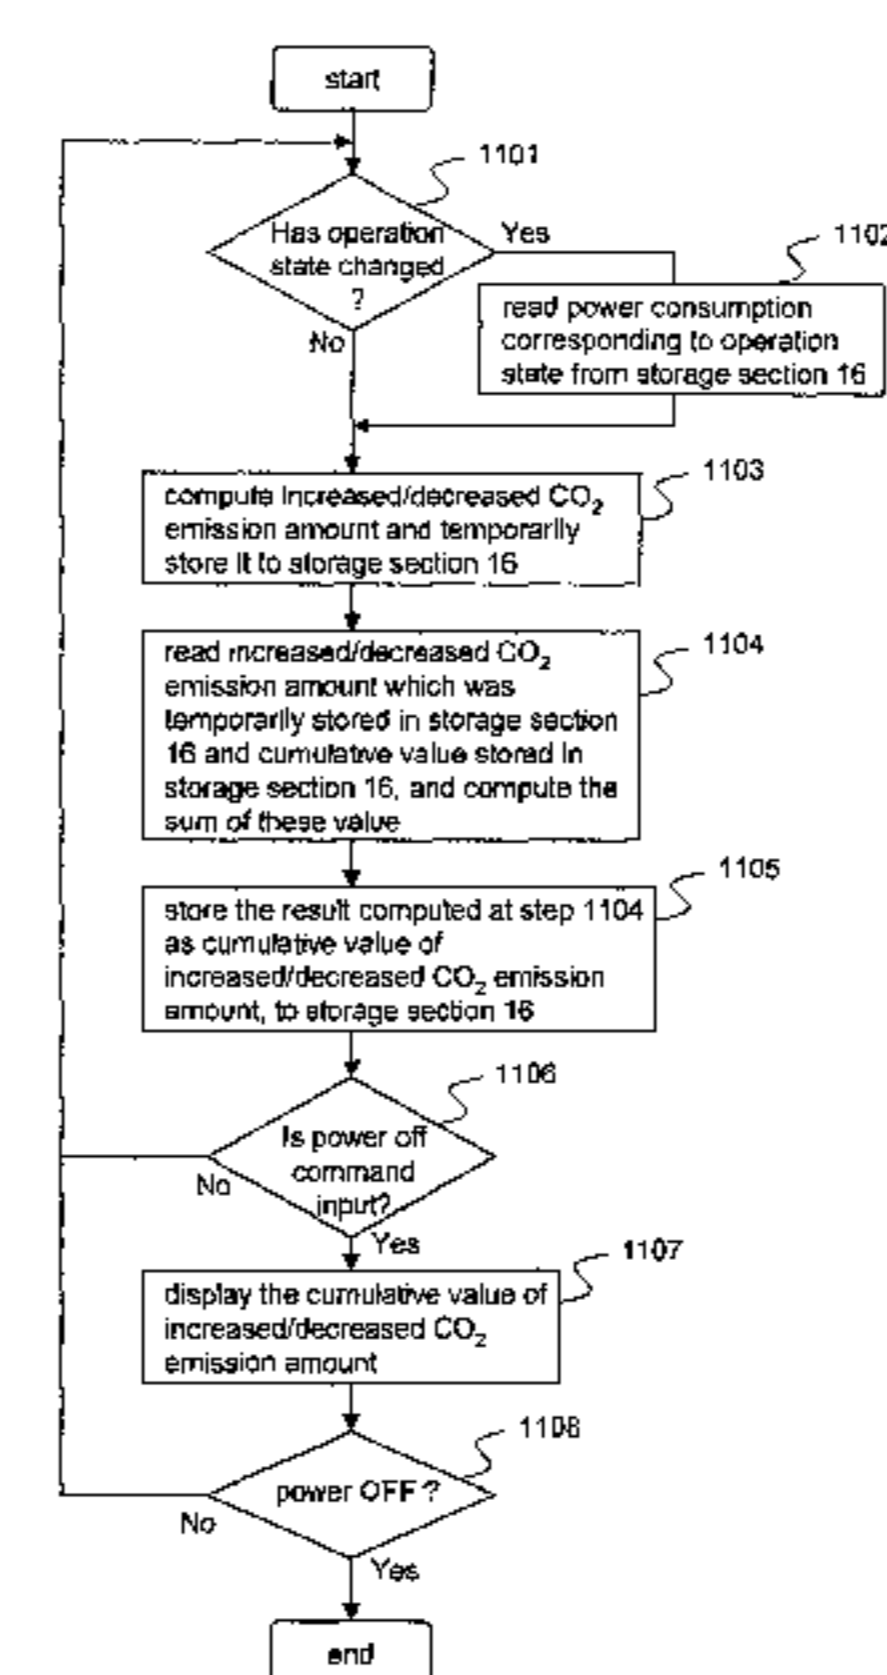 start
1101
Has operation
state changed
?
Yes
No
1102
read power consumption
corresponding to operation
state from storage section 16
1103
compute increased/decreased CO2
emission amount and temporarily
store it to storage section 16
1104
read increased/decreased CO2
emission amount which was
temporarily stored in storage section
16 and cumulative value stored in
storage section 16, and compute the
sum of these value
1105
store the result computed at step 1104
as cumulative value of
increased/decreased CO2 emission
amount, to storage section 16
1106
Is power off
command
input?
No
Yes
1107
display the cumulative value of
increased/decreased CO2
emission amount
1108
power OFF ?
No
Yes
end